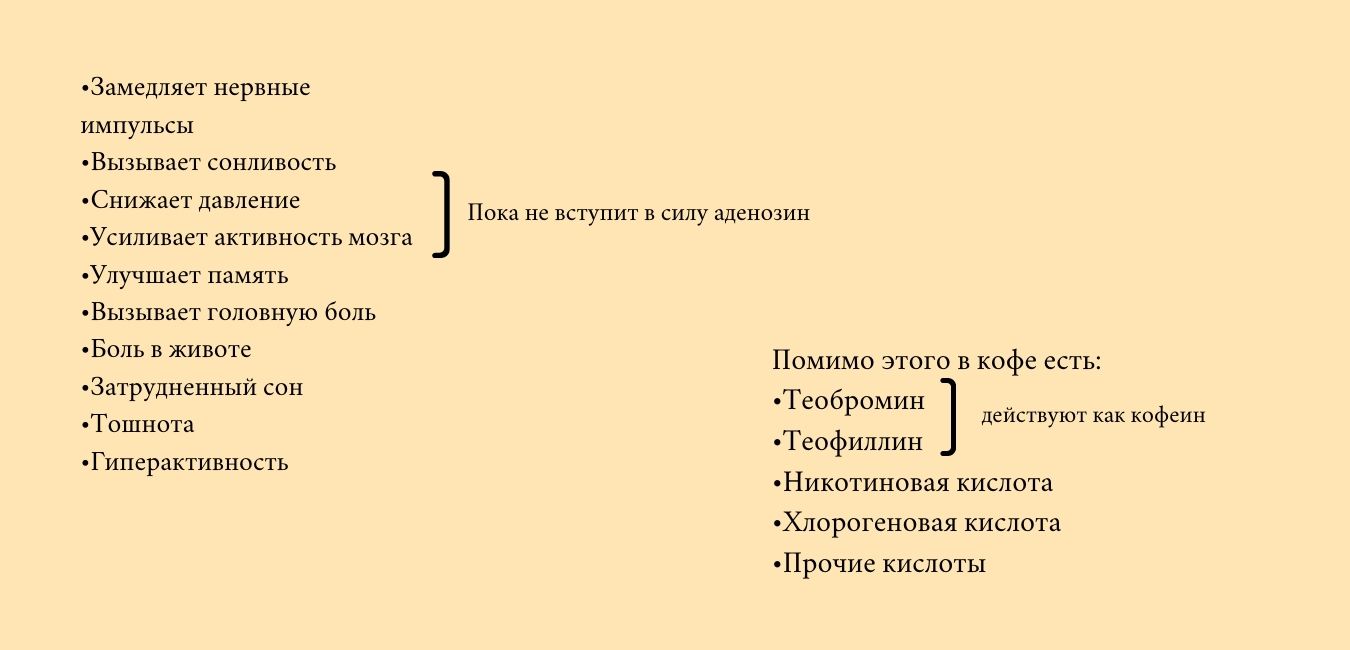 •Замедляет нервные
импульсы
•Вызывает сонливость
•Снижает давление
•Усиливает активность мозга
•Улучшает память
•Вызывает головную боль
•Боль в животе
•Затрудненный сон
•Тошнота
•Гиперактивность
Пока не вступит в силу аденозин
Помимо этого в кофе есть:
•Теобромин
•Теофиллин
действуют как кофеин
•Никотиновая кислота
•Хлорогеновая кислота
•Прочие кислоты